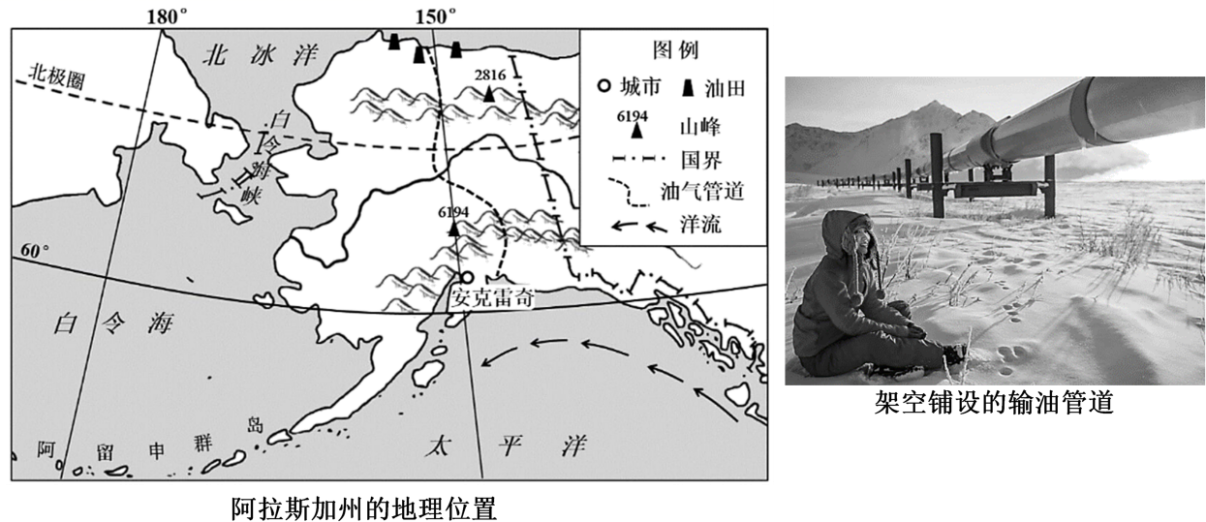 180°
150°
北冰洋
北极圈
白令海峡
2816
6194
60°
安克雷奇
白令海
阿留申群岛
太平洋
图例
城市
油田
6194
山峰
国界
油气管道
洋流
阿拉斯加州的地理位置
架空铺设的输油管道